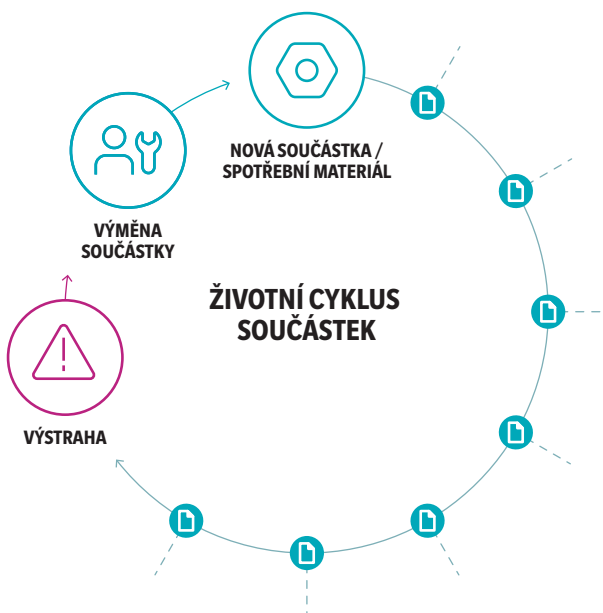 NOVÁ SOUČÁSTKA /
SPOTŘEBNÍ MATERIÁL
VÝMĚNA
SOUČÁSTKY
ŽIVOTNÍ CYKLUS
SOUČÁSTEK
VÝSTRAHA